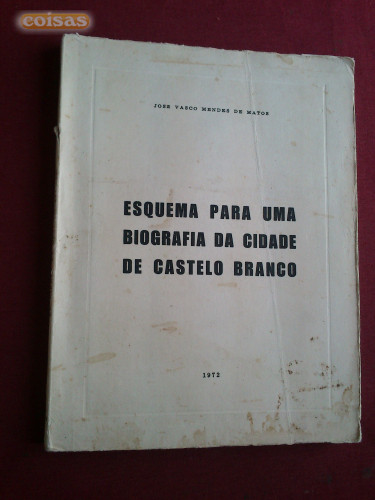 coisas
JOSE VASCO MENDES DE MATOS
ESQUEMA PARA UMA
BIOGRAFIA DA CIDADE
DE CASTELO BRANCO
1972